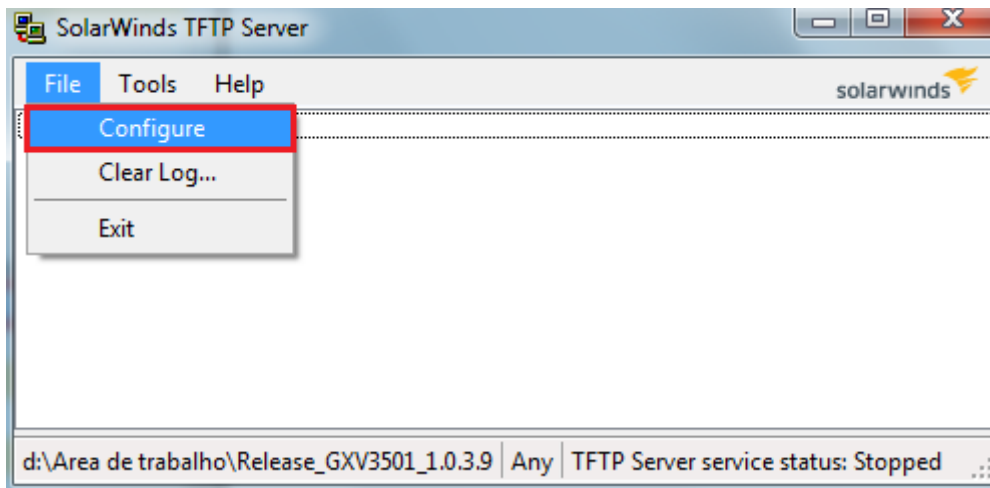 SolarWinds TFTP Server
File Tools Help solarwinds
Configure
Clear Log...
Exit
d:\Area de trabalho\Release_GXV3501_1.0.3.9 Any TFTP Server service status: Stopped